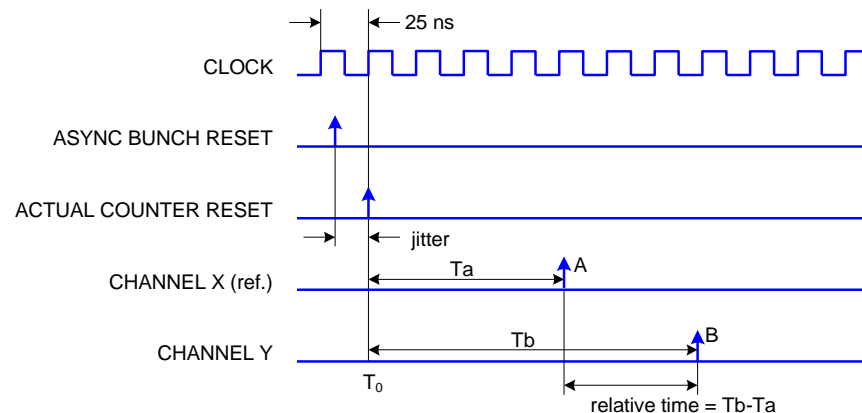 25 ns
CLOCK
ASYNC BUNCH RESET
ACTUAL COUNTER RESET
jitter
CHANNEL X (ref.)
Ta
A
CHANNEL Y
Tb
B
T0
relative time = Tb-Ta